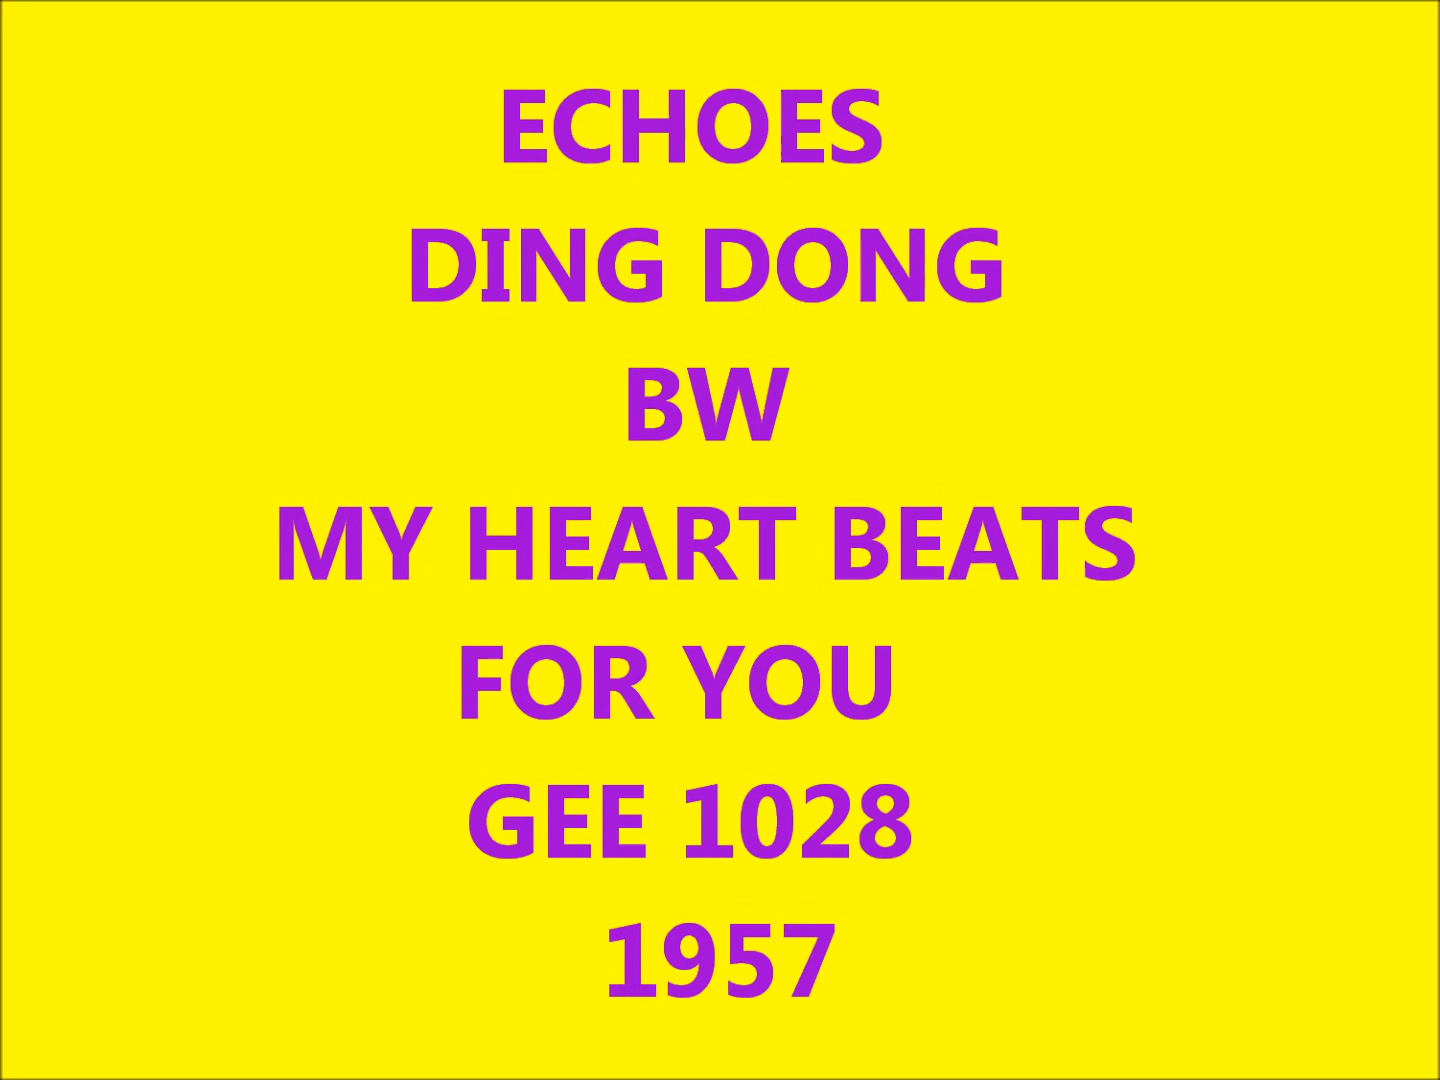 ECHOES
DING DONG
BW
MY HEART BEATS
FOR YOU
GEE 1028
1957